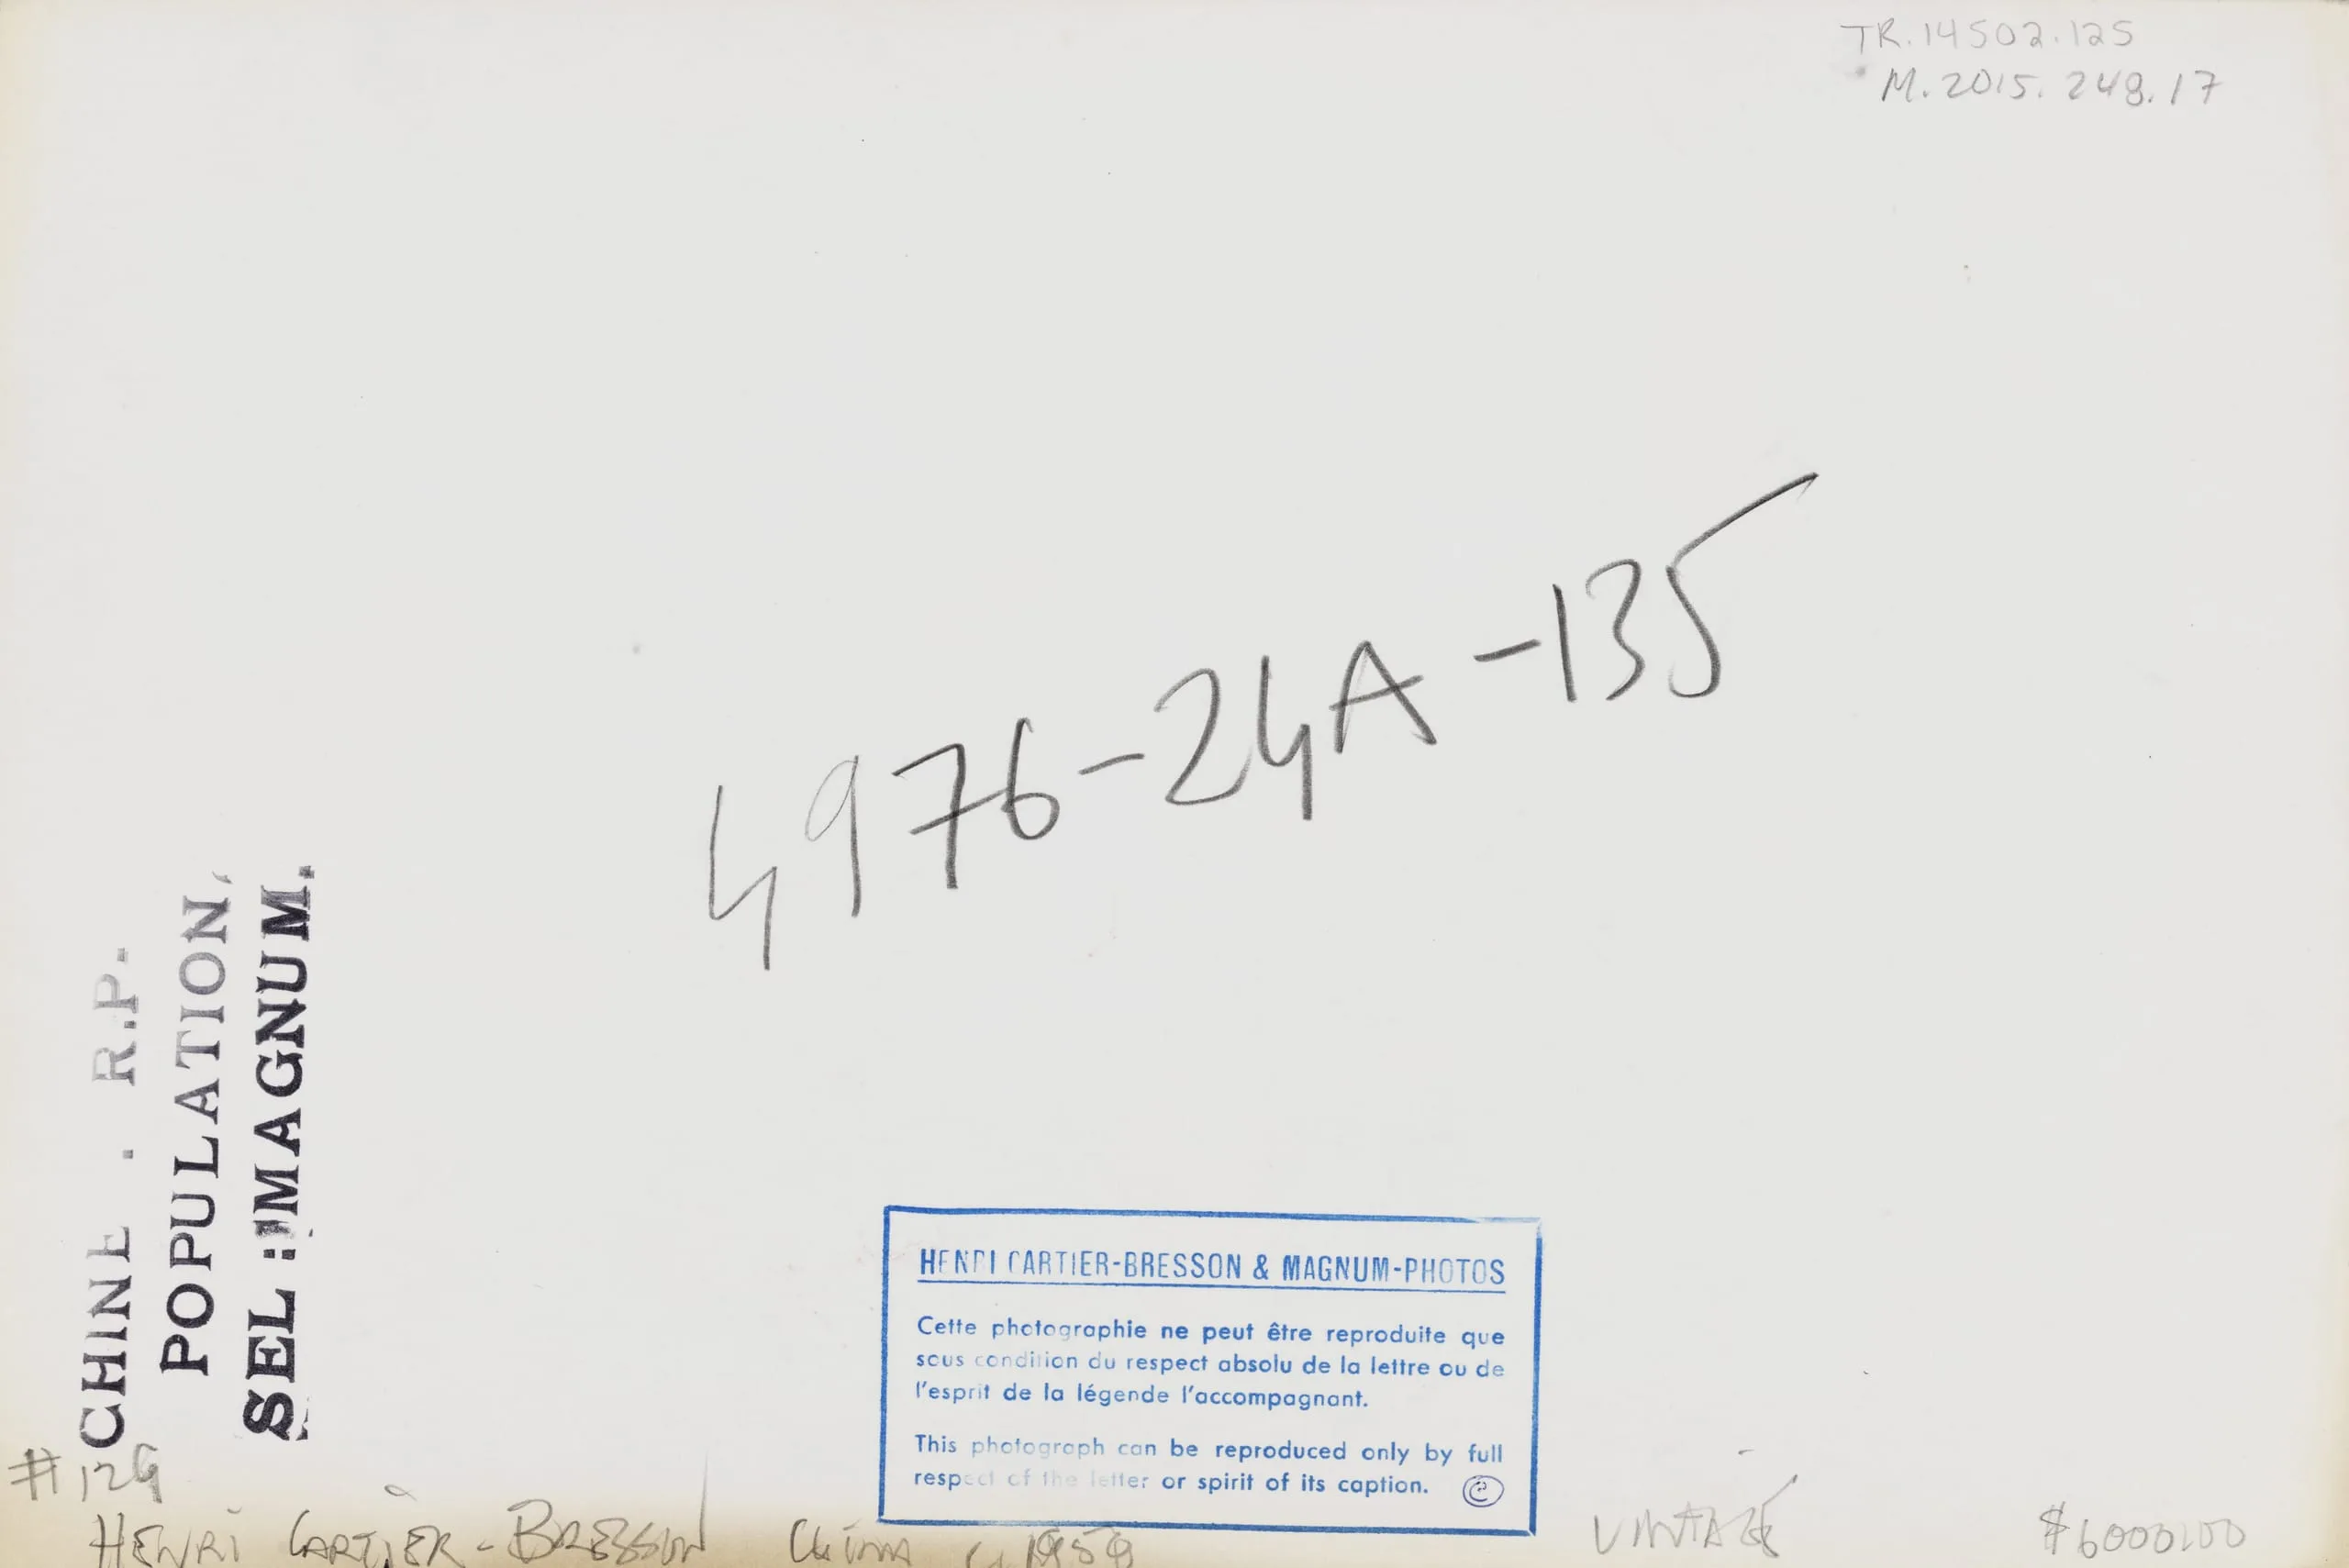 TR.14502.125
M.2015.248.17
4976-24A-135
CHINE . R.P.
POPULATION,
SEL : MAGNUM.
HENRI CARTIER-BRESSON & MAGNUM-PHOTOS
Cette photographie ne peut être reproduite que
sous condition du respect absolu de la lettre ou de
l'esprit de la légende l'accompagnant.
This photograph can be reproduced only by full
respect of the letter or spirit of its caption. ©
HENRI CARTIER-BRESSON China
VINTAGE